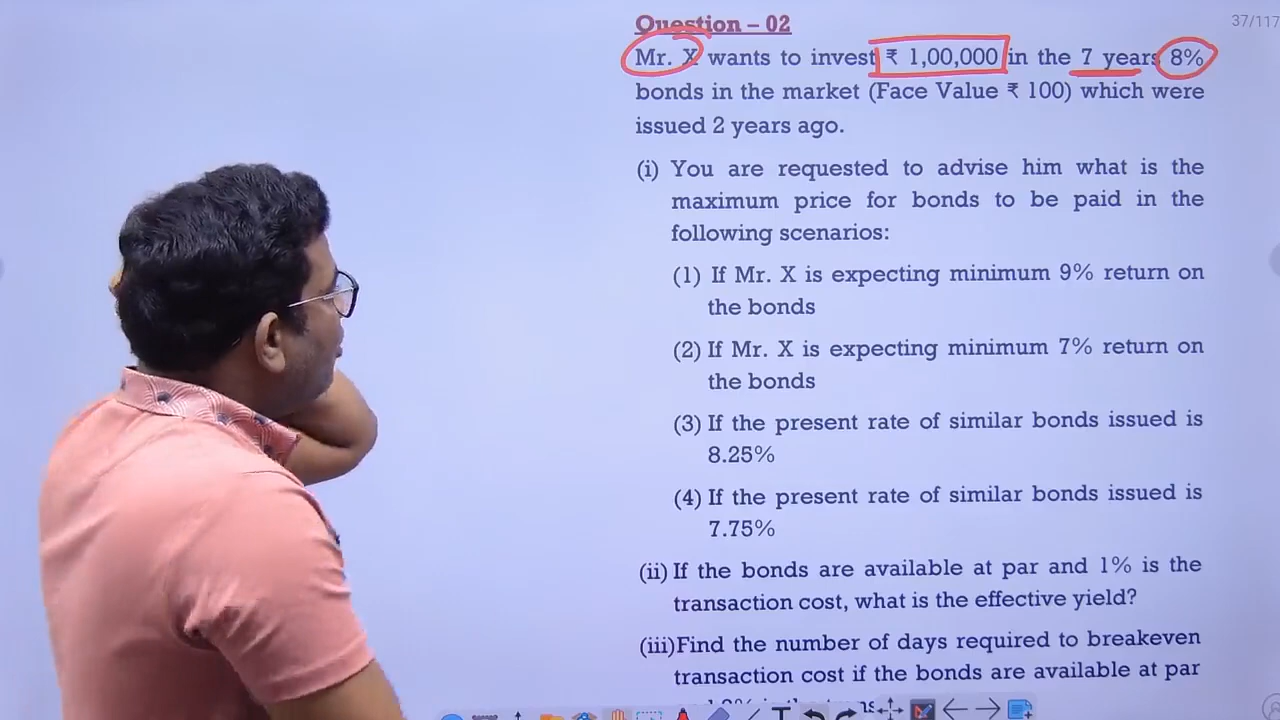 Question – 02
37/117
Mr. X wants to invest ₹ 1,00,000 in the 7 years 8%
bonds in the market (Face Value ₹ 100) which were
issued 2 years ago.
(i) You are requested to advise him what is the
maximum price for bonds to be paid in the
following scenarios:
(1) If Mr. X is expecting minimum 9% return on
the bonds
(2) If Mr. X is expecting minimum 7% return on
the bonds
(3) If the present rate of similar bonds issued is
8.25%
(4) If the present rate of similar bonds issued is
7.75%
(ii) If the bonds are available at par and 1% is the
transaction cost, what is the effective yield?
(iii) Find the number of days required to breakeven
transaction cost if the bonds are available at par